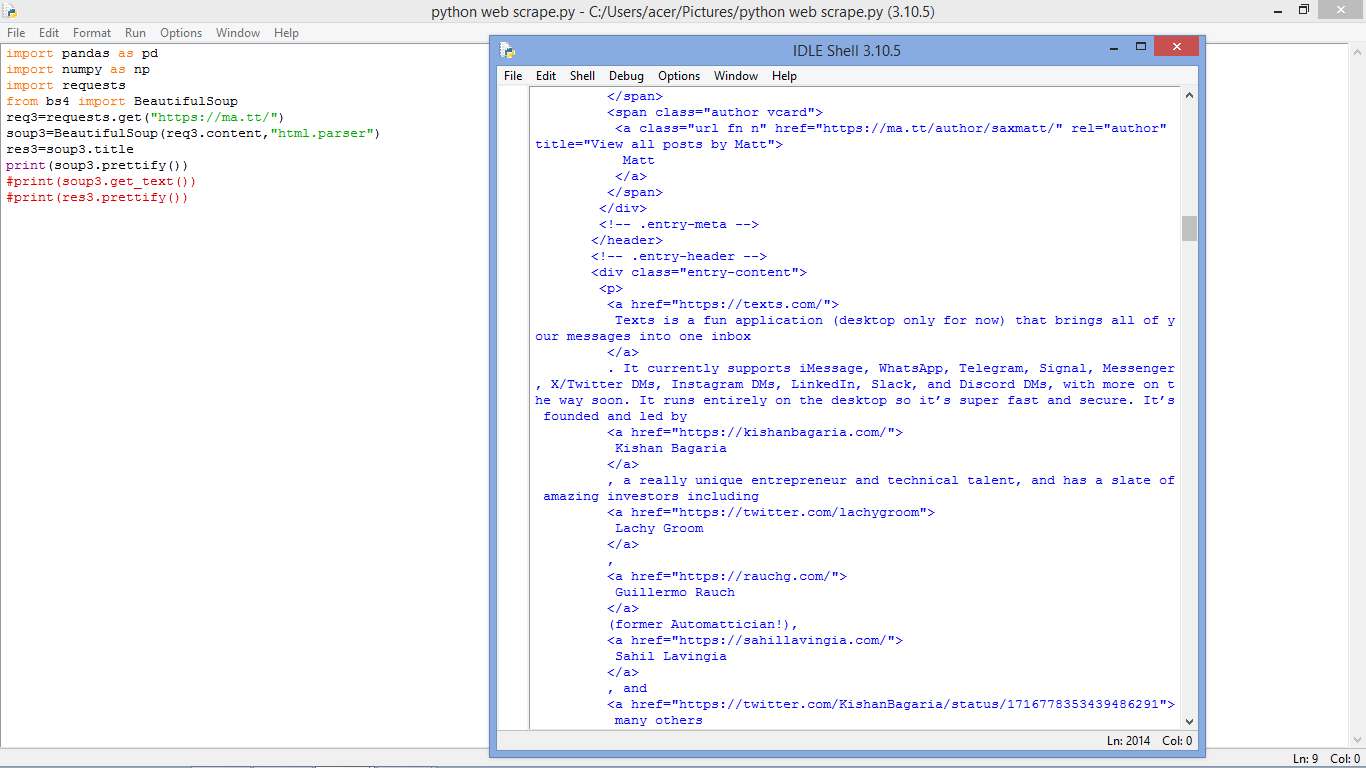 python web scrape.py - C:/Users/acer/Pictures/python web scrape.py (3.10.5)
File Edit Format Run Options Window Help
import pandas as pd
import numpy as np
import requests
from bs4 import BeautifulSoup
req3=requests.get("https://ma.tt/")
soup3=BeautifulSoup(req3.content,"html.parser")
res3=soup3.title
print(soup3.prettify())
#print(soup3.get_text())
#print(res3.prettify())
IDLE Shell 3.10.5
File Edit Shell Debug Options Window Help
</span>
<span class="author vcard">
<a class="url fn n" href="https://ma.tt/author/saxmatt/" rel="author"
title="View all posts by Matt">
Matt
</a>
</span>
</div>
<!-- .entry-meta -->
</header>
<!-- .entry-header -->
<div class="entry-content">
<p>
<a href="https://texts.com/">
Texts is a fun application (desktop only for now) that brings all of y
our messages into one inbox
</a>
. It currently supports iMessage, WhatsApp, Telegram, Signal, Messenger
, X/Twitter DMs, Instagram DMs, LinkedIn, Slack, and Discord DMs, with more on t
he way soon. It runs entirely on the desktop so it’s super fast and secure. It’s
founded and led by
<a href="https://kishanbagaria.com/">
Kishan Bagaria
</a>
, a really unique entrepreneur and technical talent, and has a slate of
amazing investors including
<a href="https://twitter.com/lachygroom">
Lachy Groom
</a>
,
<a href="https://rauchg.com/">
Guillermo Rauch
</a>
(former Automattician!),
<a href="https://sahillavingia.com/">
Sahil Lavingia
</a>
, and
<a href="https://twitter.com/KishanBagaria/status/1716778353439486291">
many others
Ln: 2014 Col: 0
Ln: 9 Col: 0